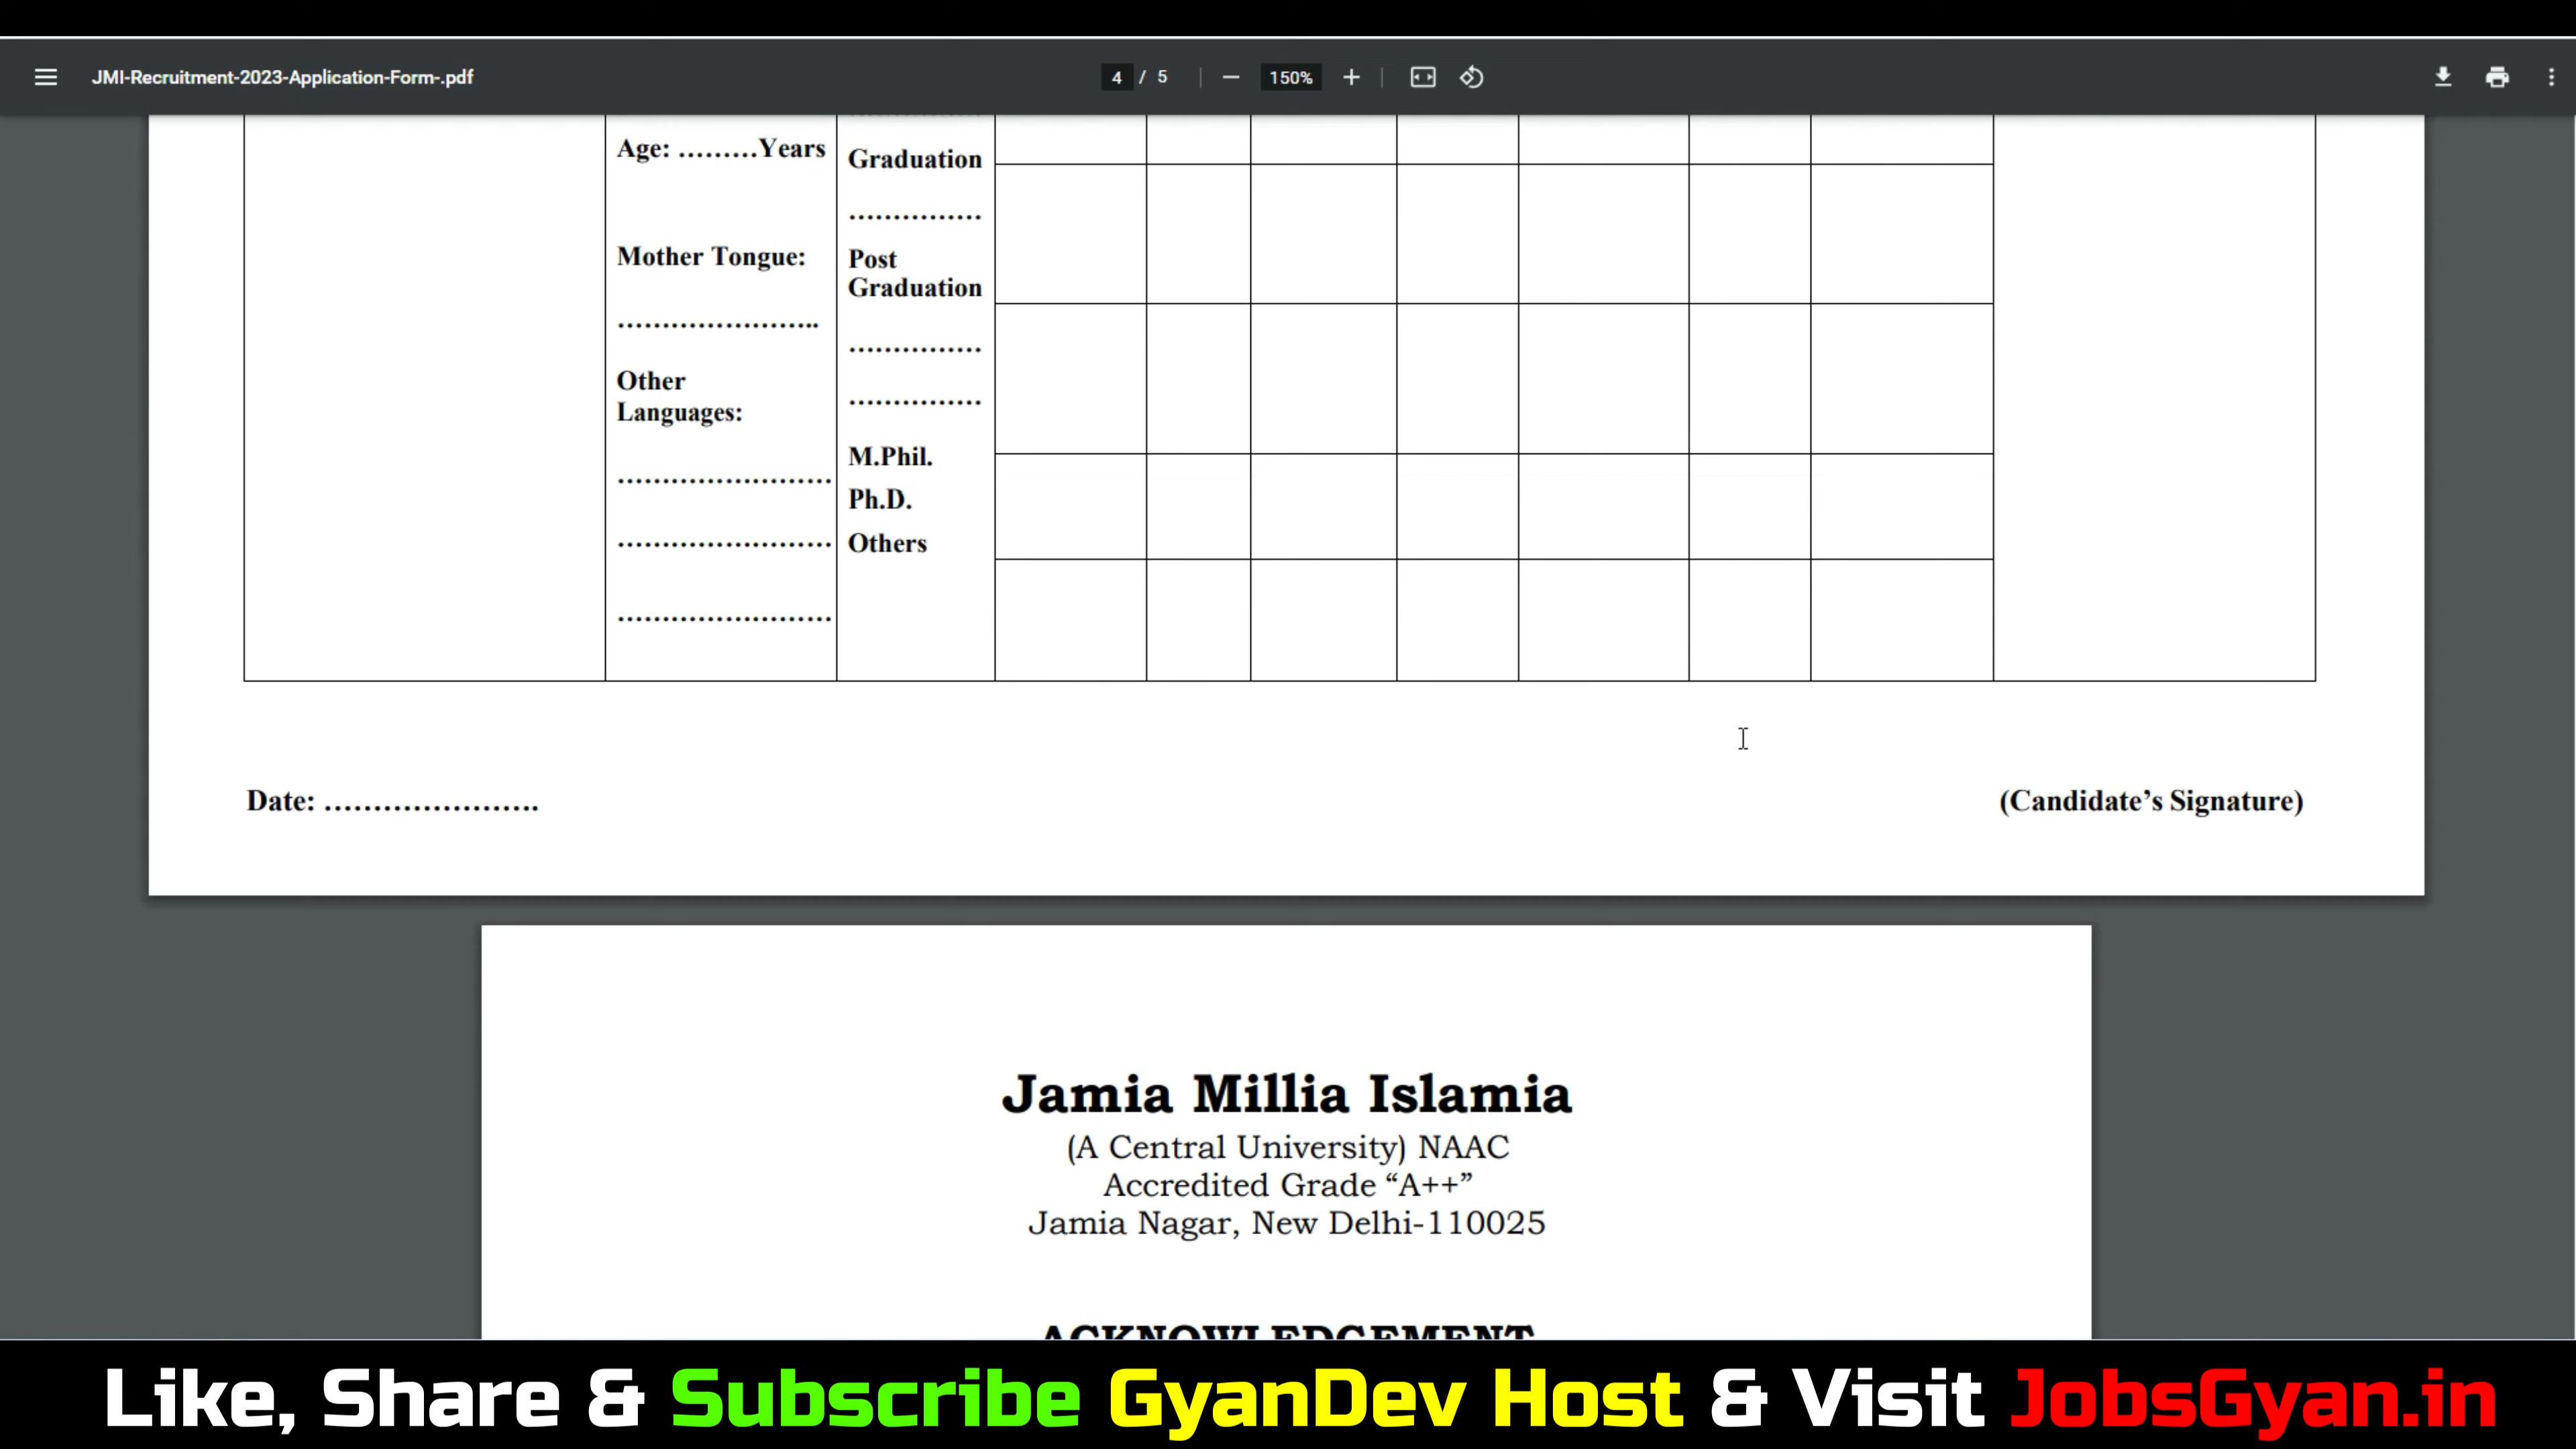 JMI-Recruitment-2023-Application-Form-.pdf
4 / 5
150%
Age: .........Years
Graduation
...............
Mother Tongue:
Post
Graduation
.......................
...............
Other
Languages:
...............
M.Phil.
........................
Ph.D.
........................
Others
........................
Date: ......................
(Candidate’s Signature)
Jamia Millia Islamia
(A Central University) NAAC
Accredited Grade “A++”
Jamia Nagar, New Delhi-110025
ACKNOWLEDGEMENT
Like, Share & Subscribe GyanDev Host & Visit JobsGyan.in